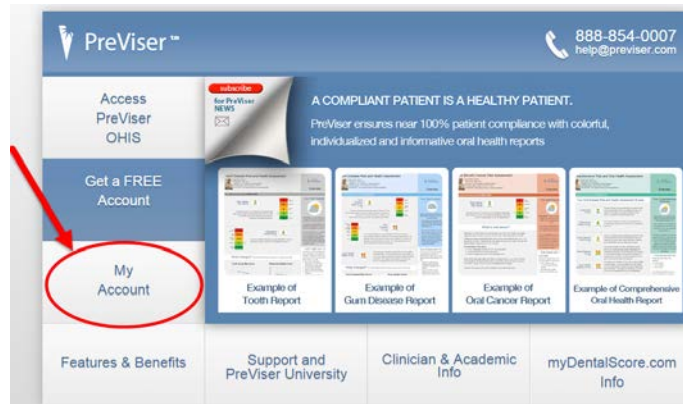 PreViser™
888-854-0007
help@previser.com
Access
PreViser
OHIS
subscribe
for PreViser
NEWS
A COMPLIANT PATIENT IS A HEALTHY PATIENT.
PreViser ensures near 100% patient compliance with colorful,
individualized and informative oral health reports
Get a FREE
Account
My
Account
Example of
Tooth Report
Example of
Gum Disease Report
Example of
Oral Cancer Report
Example of Comprehensive
Oral Health Report
Features & Benefits
Support and
PreViser University
Clinician & Academic
Info
myDentalScore.com
Info